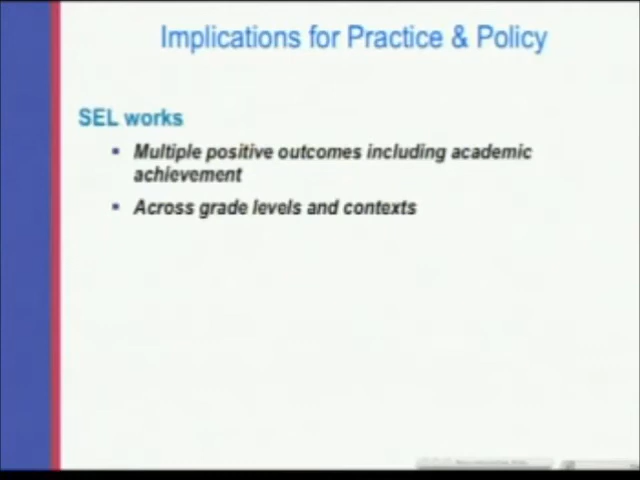 Implications for Practice & Policy
SEL works
Multiple positive outcomes including academic
achievement
Across grade levels and contexts